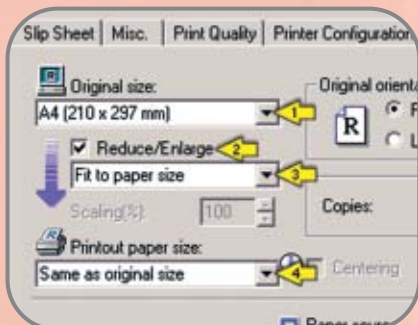 Slip Sheet Misc. Print Quality Printer Configuration
Original size:
A4 (210 x 297 mm) 1
Original orienta
R
Reduce/Enlarge 2
Fit to paper size 3
Scaling(%): 100
Copies:
Printout paper size:
Same as original size 4
Centering